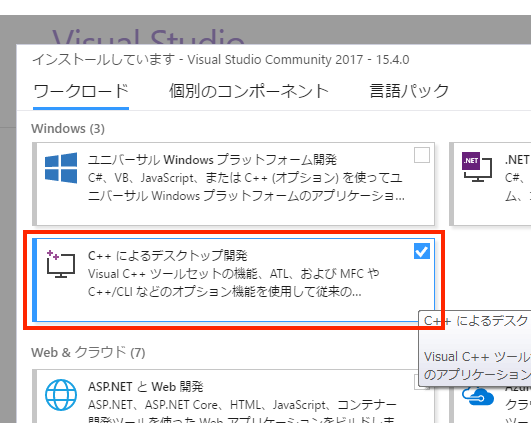 Visual Studio
インストールしています - Visual Studio Community 2017 - 15.4.0
ワークロード 個別のコンポーネント 言語パック
Windows (3)
ユニバーサル Windows プラットフォーム開発
C#、VB、JavaScript、または C++ (オプション) を使ってユ
ニバーサル Windows プラットフォームのアプリケーショ...
.NET
.NET
C#、
ム、
C++ によるデスクトップ開発
Visual C++ ツールセットの機能、ATL、および MFC や
C++/CLI などのオプション機能を使用して従来の...
C++ によるデスク
Visual C++ ツール
のアプリケーション
Web & クラウド (7)
ASP.NET と Web 開発
ASP.NET、ASP.NET Core、HTML、JavaScript、コンテナー
開発ツールを使った Web アプリケーションをビルドしま
クラウ